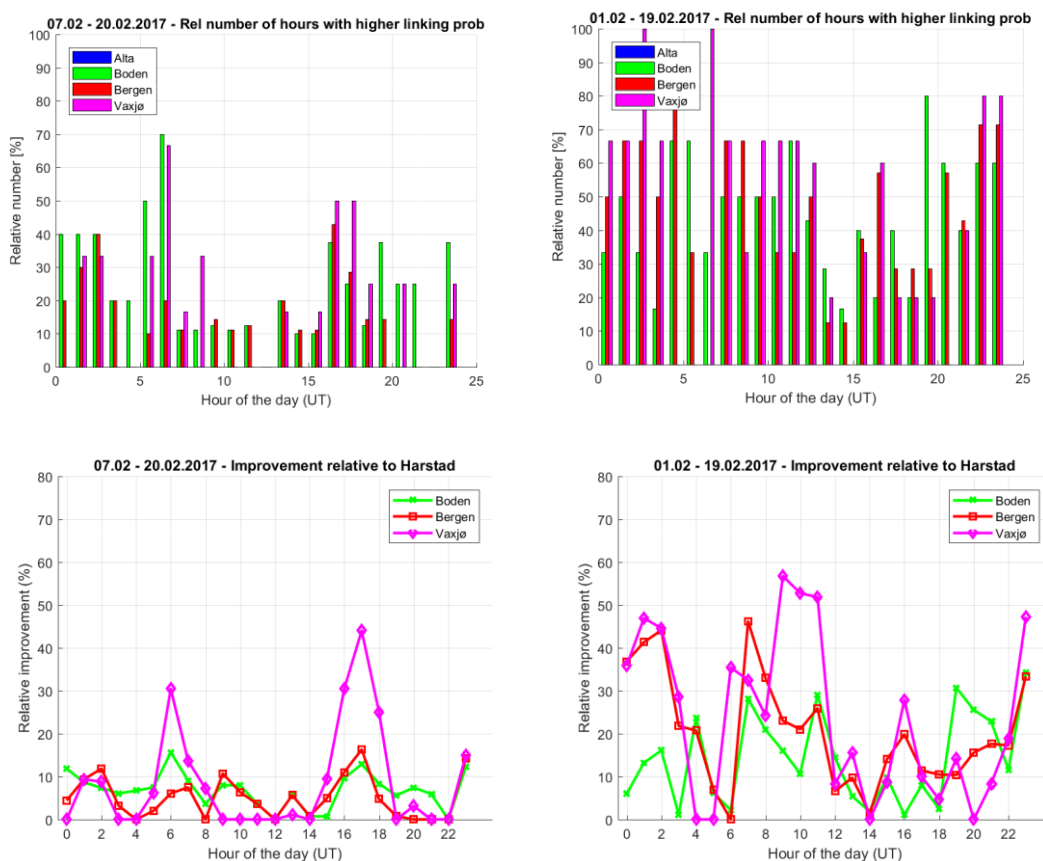 07.02 - 20.02.2017 - Rel number of hours with higher linking prob
100
90
80
70
60
50
40
30
20
10
0
Relative number [%]
Alta
Boden
Bergen
Vaxjø
0 5 10 15 20 25
Hour of the day (UT)
01.02 - 19.02.2017 - Rel number of hours with higher linking prob
100
90
80
70
60
50
40
30
20
10
0
Relative number [%]
Alta
Boden
Bergen
Vaxjø
0 5 10 15 20 25
Hour of the day (UT)
07.02 - 20.02.2017 - Improvement relative to Harstad
80
70
60
50
40
30
20
10
0
Relative improvement (%)
Boden
Bergen
Vaxjø
0 2 4 6 8 10 12 14 16 18 20 22
Hour of the day (UT)
01.02 - 19.02.2017 - Improvement relative to Harstad
80
70
60
50
40
30
20
10
0
Relative improvement (%)
Boden
Bergen
Vaxjø
0 2 4 6 8 10 12 14 16 18 20 22
Hour of the day (UT)